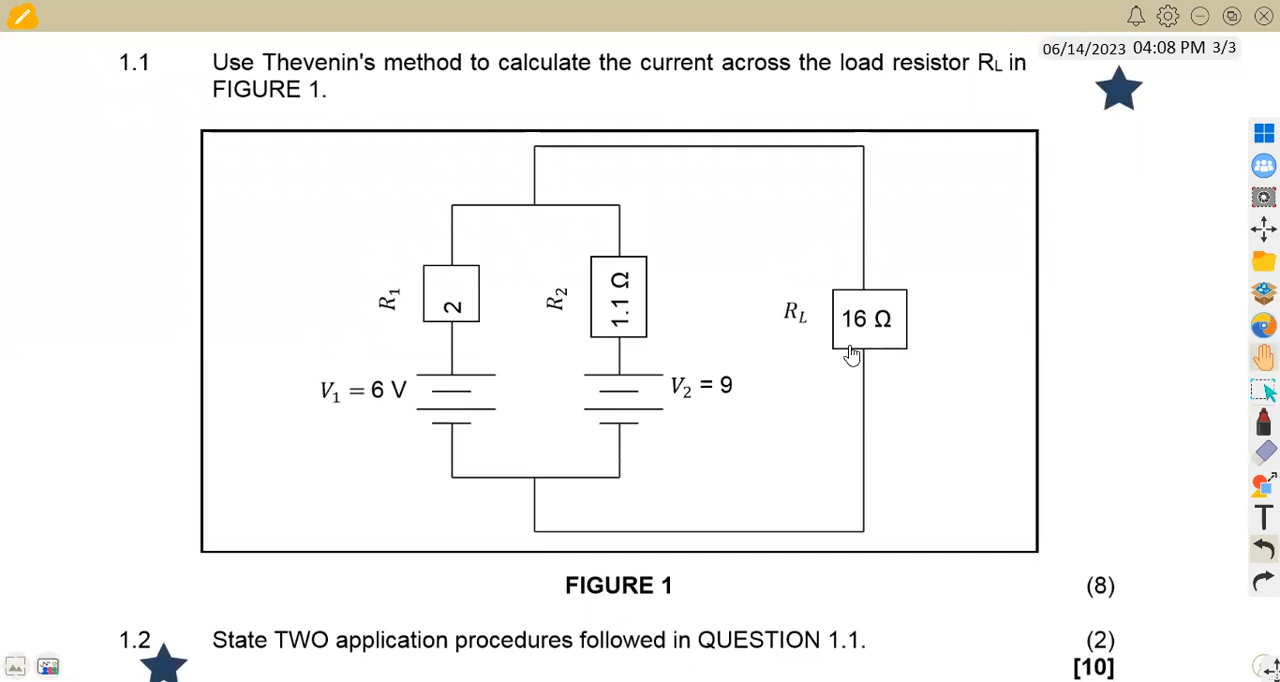 06/14/2023 04:08 PM 3/3
1.1 Use Thevenin's method to calculate the current across the load resistor RL in
FIGURE 1.
R1
2
R2
1.1 Ω
RL
16 Ω
V1 = 6 V
V2 = 9
FIGURE 1 (8)
1.2 State TWO application procedures followed in QUESTION 1.1. (2)
[10]
T